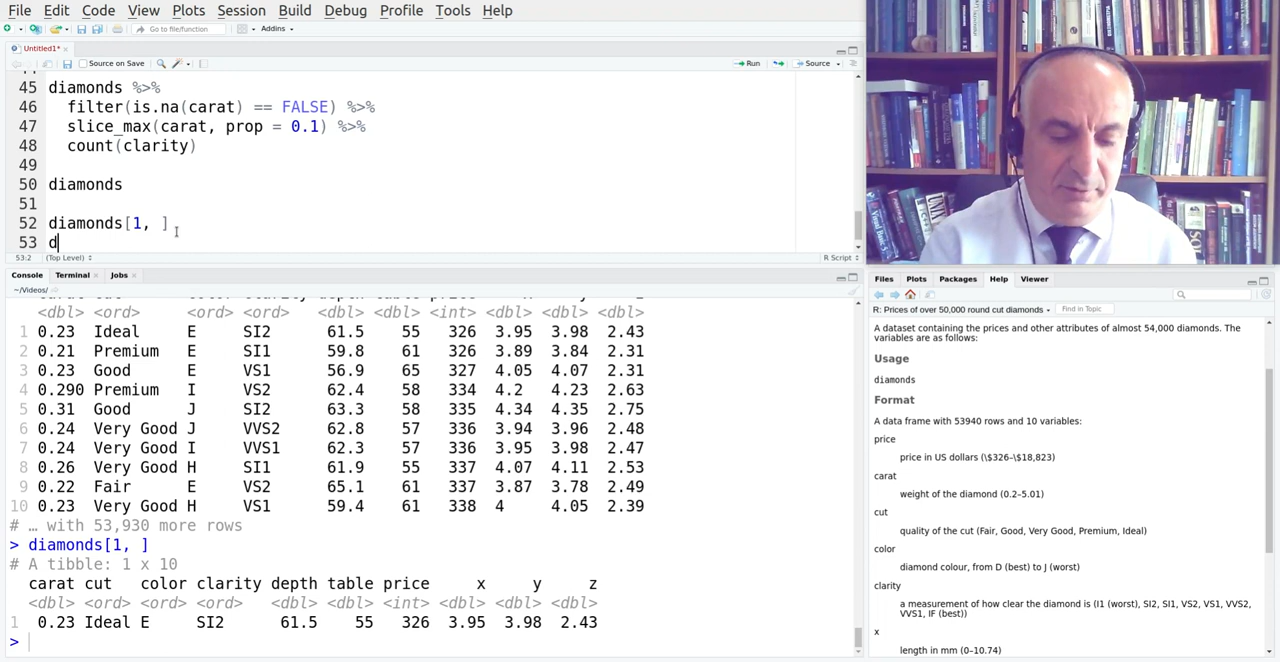 File Edit Code View Plots Session Build Debug Profile Tools Help
Go to file/function Addins
Untitled1*
Source on Save Run Source
45 diamonds %>%
46 filter(is.na(carat) == FALSE) %>%
47 slice_max(carat, prop = 0.1) %>%
48 count(clarity)
49
50 diamonds
51
52 diamonds[1, ]
53 d
53:2 (Top Level) R Script
Console Terminal Jobs
~/Videos/
<dbl> <ord> <ord> <ord> <dbl> <dbl> <int> <dbl> <dbl> <dbl>
1 0.23 Ideal E SI2 61.5 55 326 3.95 3.98 2.43
2 0.21 Premium E SI1 59.8 61 326 3.89 3.84 2.31
3 0.23 Good E VS1 56.9 65 327 4.05 4.07 2.31
4 0.290 Premium I VS2 62.4 58 334 4.2 4.23 2.63
5 0.31 Good J SI2 63.3 58 335 4.34 4.35 2.75
6 0.24 Very Good J VVS2 62.8 57 336 3.94 3.96 2.48
7 0.24 Very Good I VVS1 62.3 57 336 3.95 3.98 2.47
8 0.26 Very Good H SI1 61.9 55 337 4.07 4.11 2.53
9 0.22 Fair E VS2 65.1 61 337 3.87 3.78 2.49
10 0.23 Very Good H VS1 59.4 61 338 4 4.05 2.39
# … with 53,930 more rows
> diamonds[1, ]
# A tibble: 1 x 10
carat cut color clarity depth table price x y z
<dbl> <ord> <ord> <ord> <dbl> <dbl> <int> <dbl> <dbl> <dbl>
1 0.23 Ideal E SI2 61.5 55 326 3.95 3.98 2.43
>
Files Plots Packages Help Viewer
R: Prices of over 50,000 round cut diamonds Find in Topic
A dataset containing the prices and other attributes of almost 54,000 diamonds. The
variables are as follows:
Usage
diamonds
Format
A data frame with 53940 rows and 10 variables:
price
price in US dollars (\$326–\$18,823)
carat
weight of the diamond (0.2–5.01)
cut
quality of the cut (Fair, Good, Very Good, Premium, Ideal)
color
diamond colour, from D (best) to J (worst)
clarity
a measurement of how clear the diamond is (I1 (worst), SI2, SI1, VS2, VS1, VVS2,
VVS1, IF (best))
x
length in mm (0–10.74)